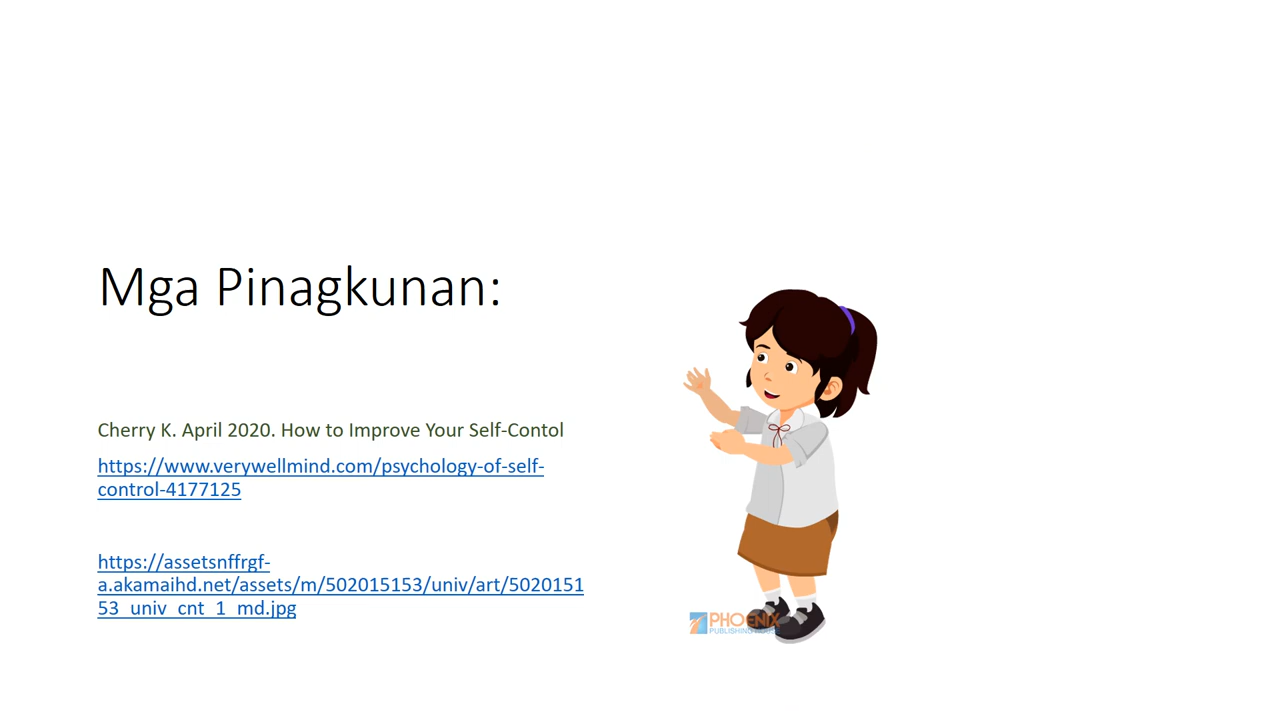 Mga Pinagkunan:
Cherry K. April 2020. How to Improve Your Self-Contol
https://www.verywellmind.com/psychology-of-self-
control-4177125
https://assetsnffrgf-
a.akamaihd.net/assets/m/502015153/univ/art/5020151
53_univ_cnt_1_md.jpg
PHOENIX
PUBLISHING